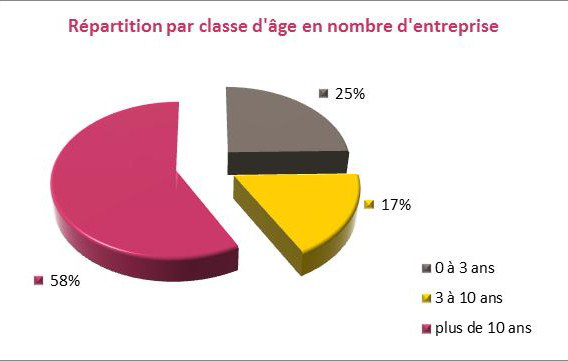 Répartition par classe d'âge en nombre d'entreprise
25%
17%
58%
0 à 3 ans
3 à 10 ans
plus de 10 ans